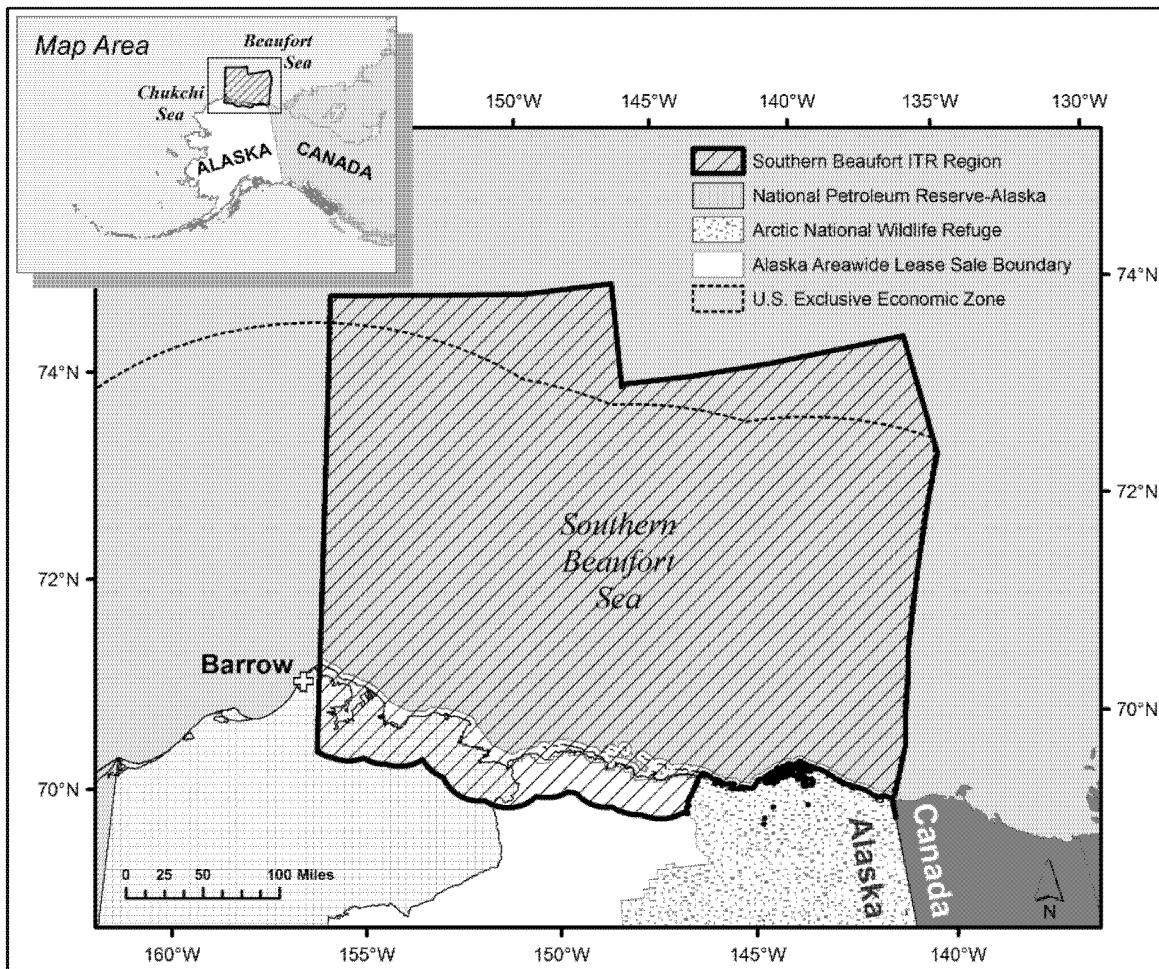 Map Area
Beaufort
Sea
Chukchi
Sea
ALASKA
CANADA
150°W
145°W
140°W
135°W
130°W
Southern Beaufort ITR Region
National Petroleum Reserve-Alaska
Arctic National Wildlife Refuge
Alaska Areawide Lease Sale Boundary
U.S. Exclusive Economic Zone
74°N
74°N
72°N
72°N
70°N
70°N
Southern
Beaufort
Sea
Barrow
Alaska
Canada
0 25 50 100 Miles
N
160°W
155°W
150°W
145°W
140°W